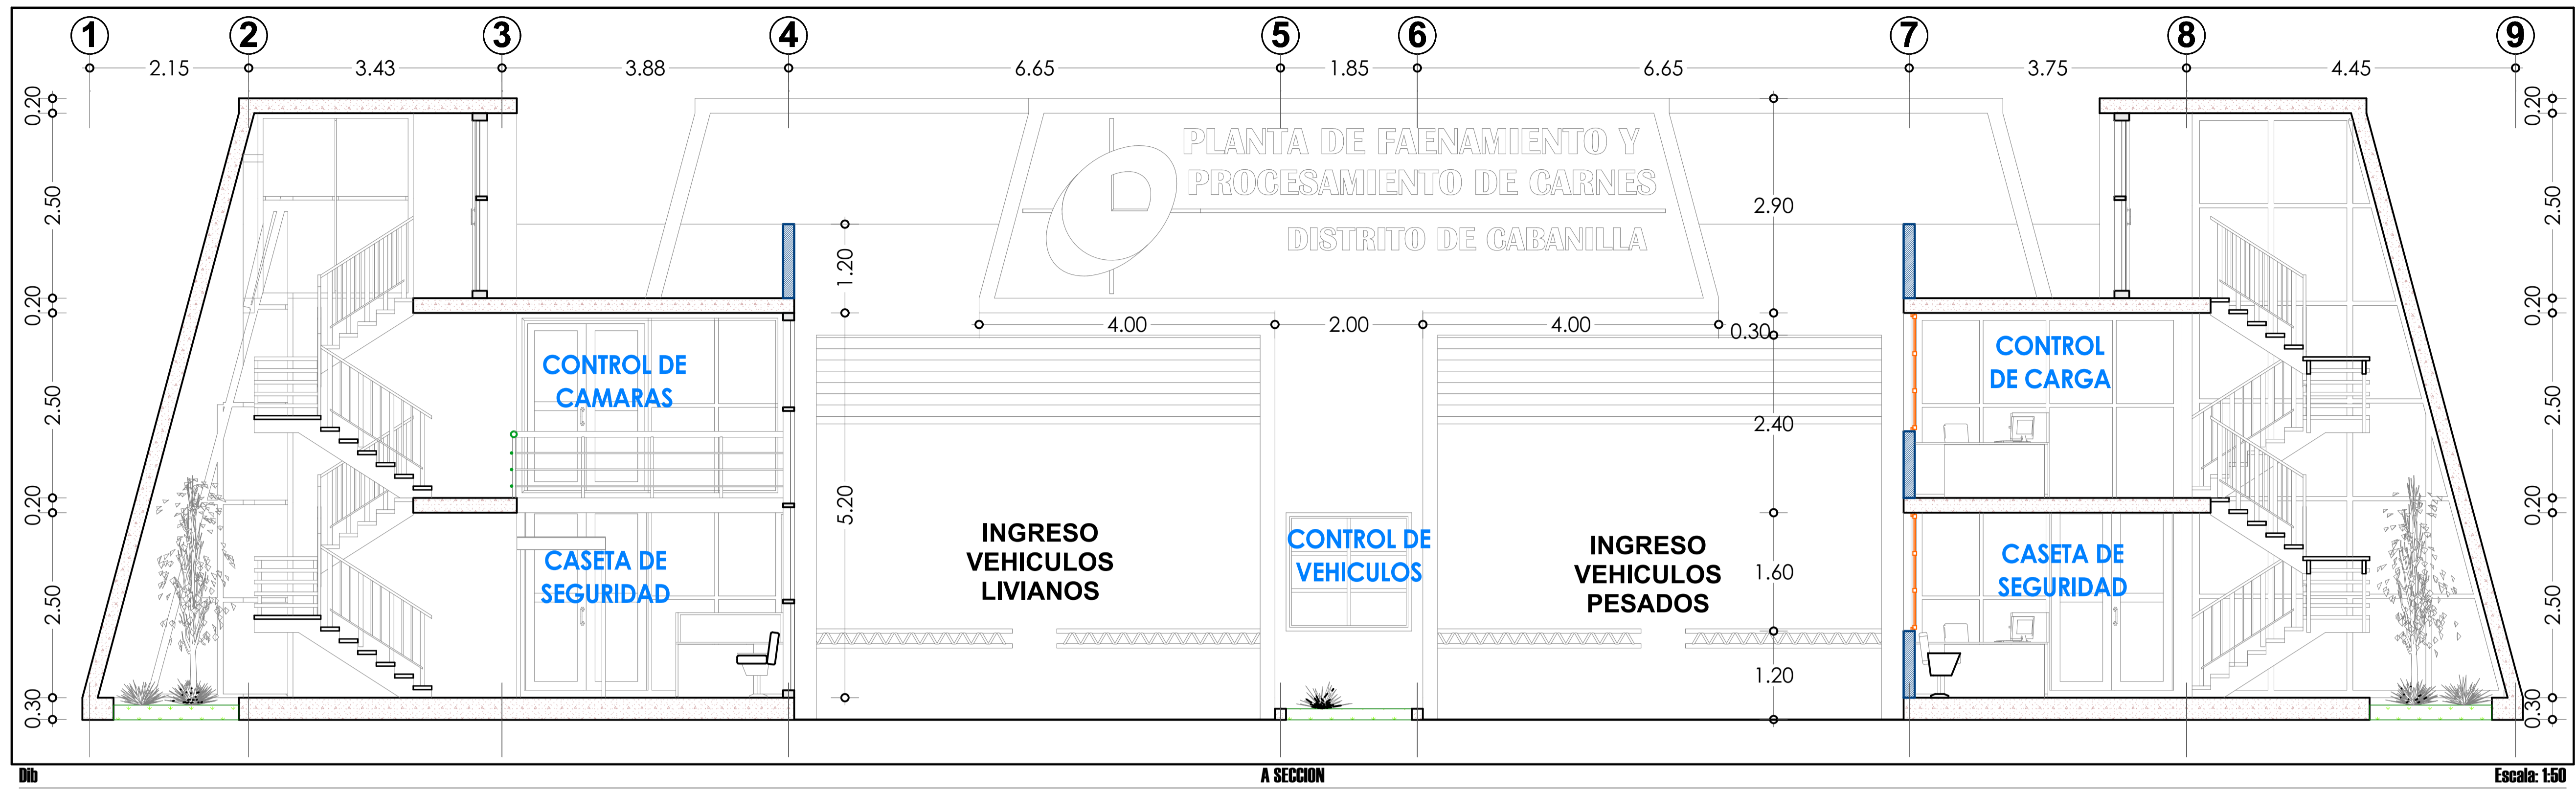 1 2 3 4 5 6 7 8 9
2.15 3.43 3.88 6.65 1.85 6.65 3.75 4.45
0.20
2.50
0.20
2.50
0.20
2.50
0.30
PLANTA DE FAENAMIENTO Y
PROCESAMIENTO DE CARNES
DISTRITO DE CABANILLA
1.20
5.20
4.00 2.00 4.00
2.90
0.30
2.40
1.60
1.20
CONTROL DE
CAMARAS
CASETA DE
SEGURIDAD
INGRESO
VEHICULOS
LIVIANOS
CONTROL DE
VEHICULOS
INGRESO
VEHICULOS
PESADOS
CONTROL
DE CARGA
CASETA DE
SEGURIDAD
0.20
2.50
0.20
2.50
0.20
2.50
0.30
Dib
A SECCION
Escala: 1:50